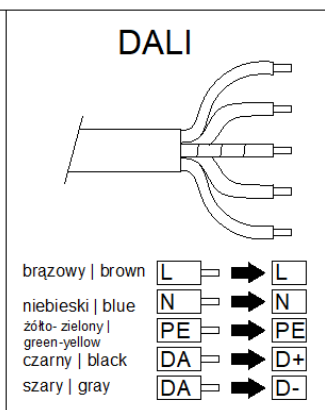 DALI
brązowy | brown L L
niebieski | blue N N
żółto- zielony |
green-yellow PE PE
czarny | black DA D+
szary | gray DA D-